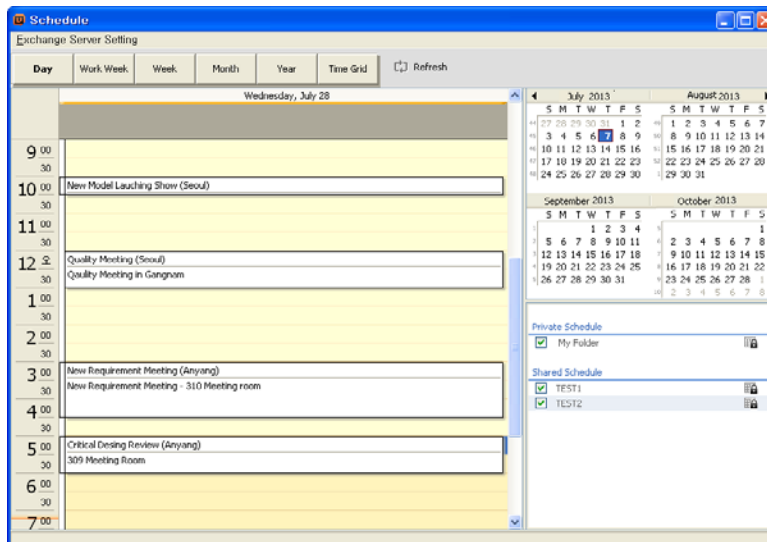 Schedule
Exchange Server Setting
Day Work Week Week Month Year Time Grid Refresh
Wednesday, July 28
9 00
30
10 00 New Model Lauching Show (Seoul)
30
11 00
30
12 오 Quality Meeting (Seoul)
30 Qaulity Meeting in Gangnam
1 00
30
2 00
30
3 00 New Requirement Meeting (Anyang)
30 New Requirement Meeting - 310 Meeting room
4 00
30
5 00 Critical Desing Review (Anyang)
30 309 Meeting Room
6 00
30
7 00
July 2013
S M T W T F S
27 28 29 30 31 1 2
3 4 5 6 7 8 9
10 11 12 13 14 15 16
17 18 19 20 21 22 23
24 25 26 27 28 29 30
August 2013
S M T W T F S
1 2 3 4 5 6 7
8 9 10 11 12 13 14
15 16 17 18 19 20 21
22 23 24 25 26 27 28
29 30 31
September 2013
S M T W T F S
1 2 3 4
5 6 7 8 9 10 11
12 13 14 15 16 17 18
19 20 21 22 23 24 25
26 27 28 29 30 31
October 2013
S M T W T F S
1
2 3 4 5 6 7 8
9 10 11 12 13 14 15
16 17 18 19 20 21 22
23 24 25 26 27 28 1
2 3 4 5 6 7 8
Private Schedule
My Folder
Shared Schedule
TEST1
TEST2